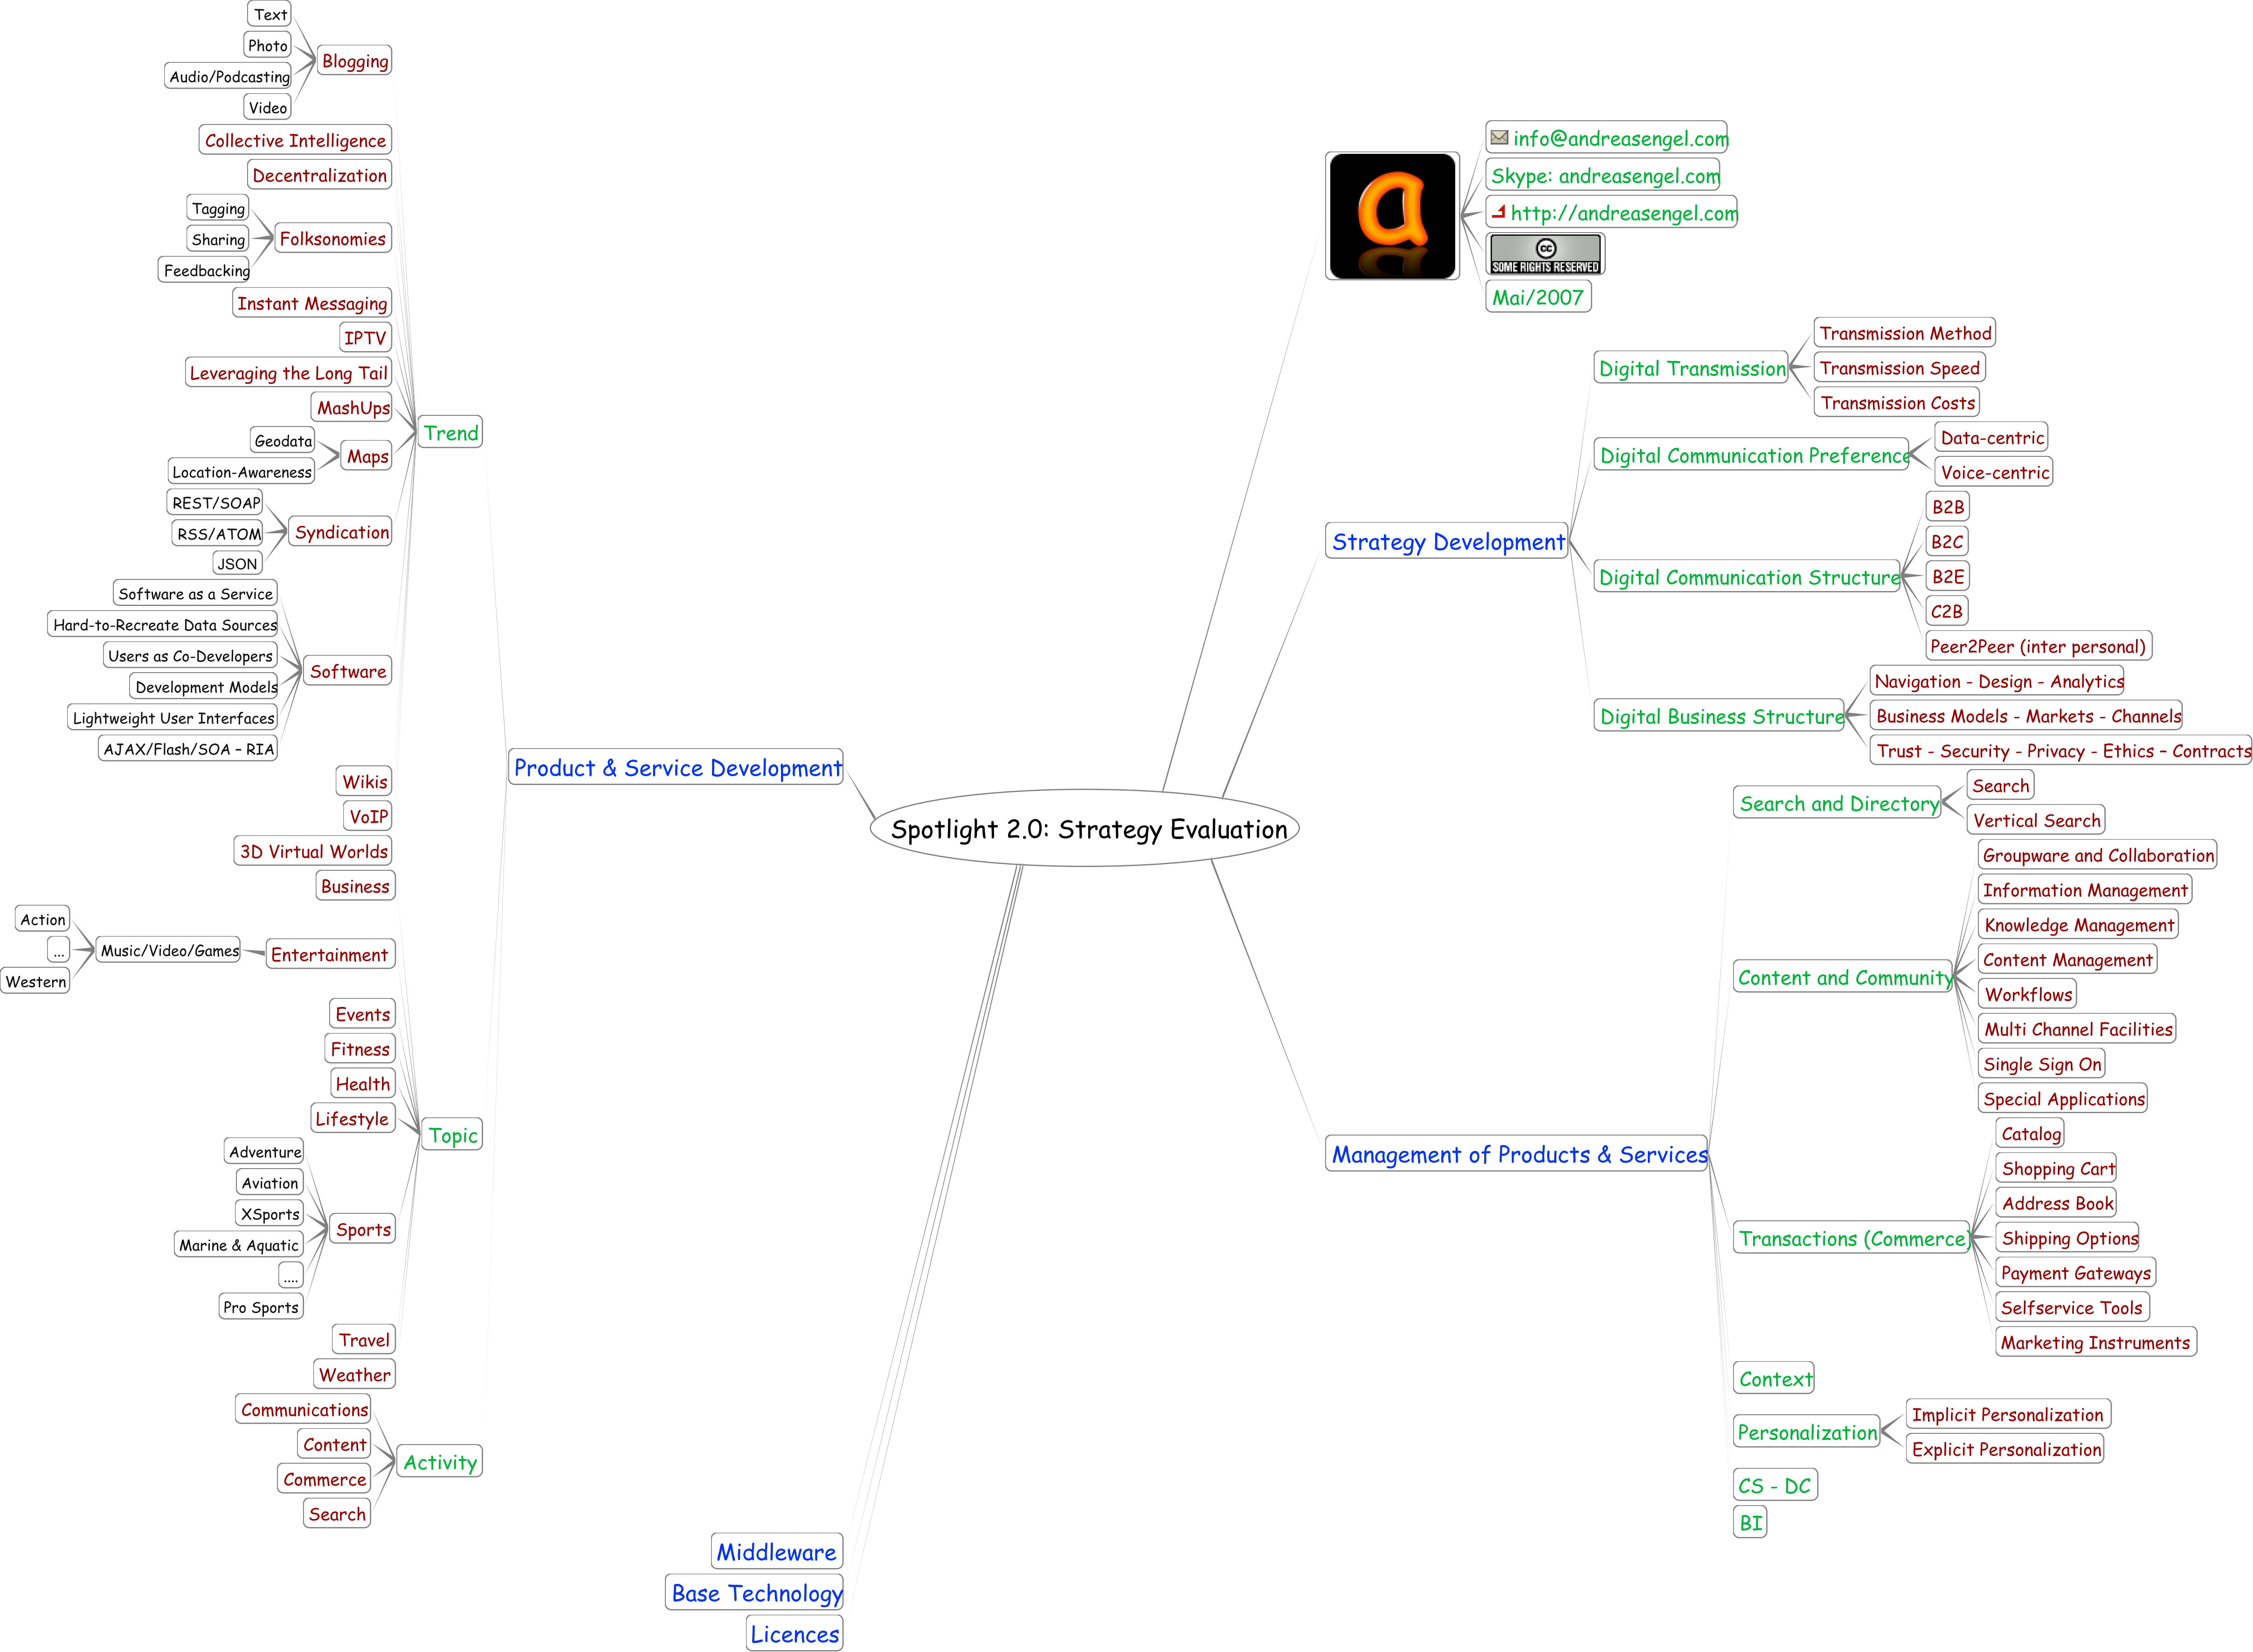 Spotlight 2.0: Strategy Evaluation
a
info@andreasengel.com
Skype: andreasengel.com
http://andreasengel.com
cc
SOME RIGHTS RESERVED
Mai/2007
Strategy Development
Digital Transmission
Transmission Method
Transmission Speed
Transmission Costs
Digital Communication Preference
Data-centric
Voice-centric
Digital Communication Structure
B2B
B2C
B2E
C2B
Peer2Peer (inter personal)
Digital Business Structure
Navigation - Design - Analytics
Business Models - Markets - Channels
Trust - Security - Privacy - Ethics – Contracts
Management of Products & Services
Search and Directory
Search
Vertical Search
Content and Community
Groupware and Collaboration
Information Management
Knowledge Management
Content Management
Workflows
Multi Channel Facilities
Single Sign On
Special Applications
Transactions (Commerce)
Catalog
Shopping Cart
Address Book
Shipping Options
Payment Gateways
Selfservice Tools
Marketing Instruments
Context
Personalization
Implicit Personalization
Explicit Personalization
CS - DC
BI
Product & Service Development
Trend
Blogging
Text
Photo
Audio/Podcasting
Video
Collective Intelligence
Decentralization
Folksonomies
Tagging
Sharing
Feedbacking
Instant Messaging
IPTV
Leveraging the Long Tail
MashUps
Maps
Geodata
Location-Awareness
Syndication
REST/SOAP
RSS/ATOM
JSON
Software
Software as a Service
Hard-to-Recreate Data Sources
Users as Co-Developers
Development Models
Lightweight User Interfaces
AJAX/Flash/SOA – RIA
Wikis
VoIP
3D Virtual Worlds
Topic
Business
Entertainment
Music/Video/Games
Action
...
Western
Events
Fitness
Health
Lifestyle
Sports
Adventure
Aviation
XSports
Marine & Aquatic
....
Pro Sports
Travel
Weather
Activity
Communications
Content
Commerce
Search
Middleware
Base Technology
Licences